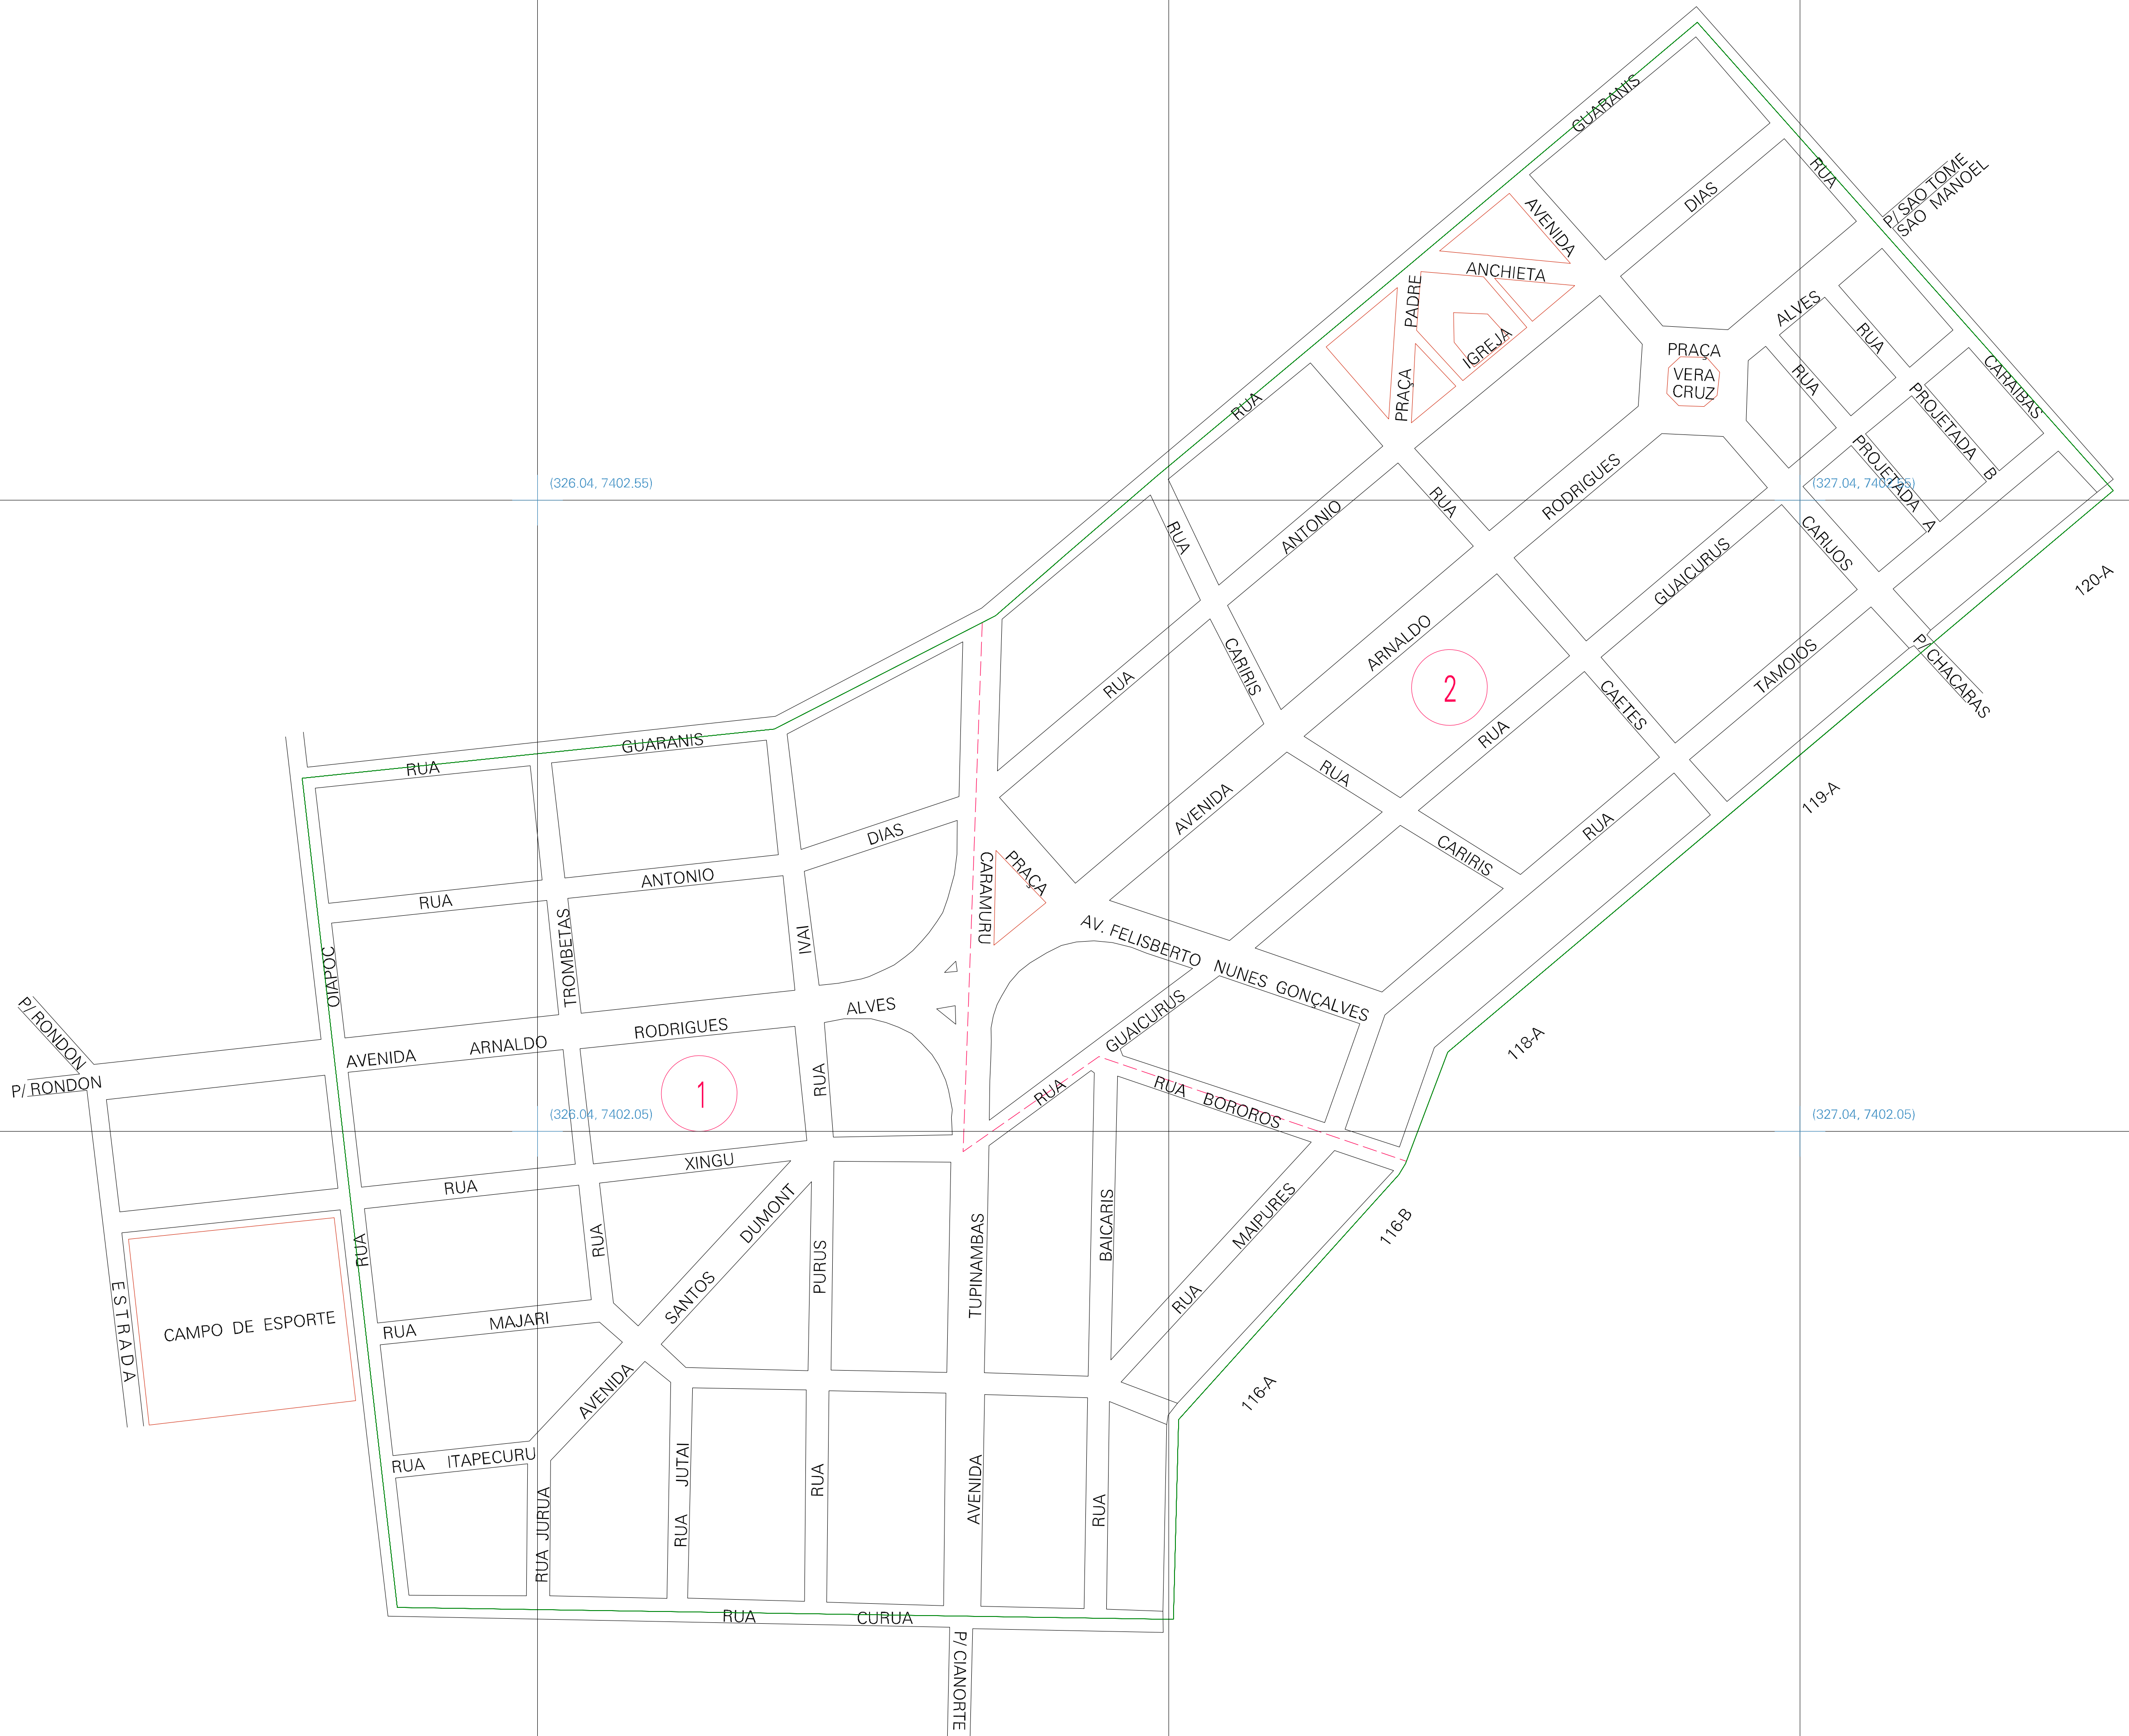 GUARANIS
RUA
P/ SAO TOME
SAO MANOEL
DIAS
AVENIDA
ANCHIETA
PADRE
IGREJA
PRAÇA
ALVES
RUA
PRAÇA
VERA
CRUZ
RUA
CARAIBAS
PROJETADA B
PROJETADA A
RUA
(326.04, 7402.55)
(327.04, 7402.55)
RUA
ANTONIO
RUA
RODRIGUES
GUAICURUS
CARIJOS
120-A
ARNALDO
CARIRIS
RUA
2
TAMOIOS
P/ CHACARAS
CAETES
RUA
GUARANIS
RUA
RUA
AVENIDA
119-A
RUA
DIAS
CARIRIS
CARAMURU
PRAÇA
ANTONIO
RUA
TROMBETAS
IVAI
AV. FELISBERTO NUNES GONÇALVES
OIAPOC
ALVES
GUAICURUS
P/ RONDON
RODRIGUES
118-A
AVENIDA ARNALDO
P/ RONDON
1
RUA
RUA
RUA BOROROS
(326.04, 7402.05)
(327.04, 7402.05)
XINGU
RUA
DUMONT
MAIPURES
116-B
RUA
RUA
PURUS
TUPINAMBAS
BAICARIS
SANTOS
RUA
ESTRADA
CAMPO DE ESPORTE
RUA MAJARI
AVENIDA
116-A
RUA ITAPECURU
RUA JUTAI
RUA
AVENIDA
RUA
RUA JURUA
RUA CURUA
P/ CIANORTE